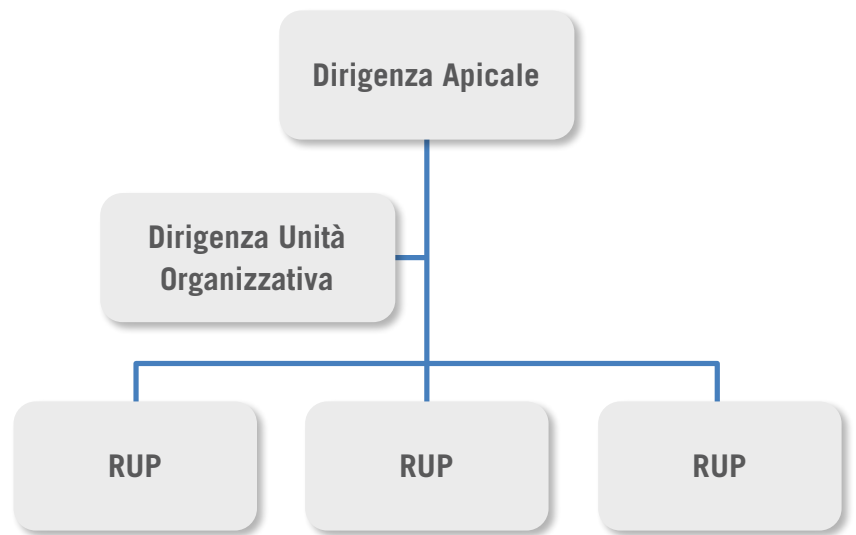 Dirigenza Apicale
Dirigenza Unità
Organizzativa
RUP
RUP
RUP